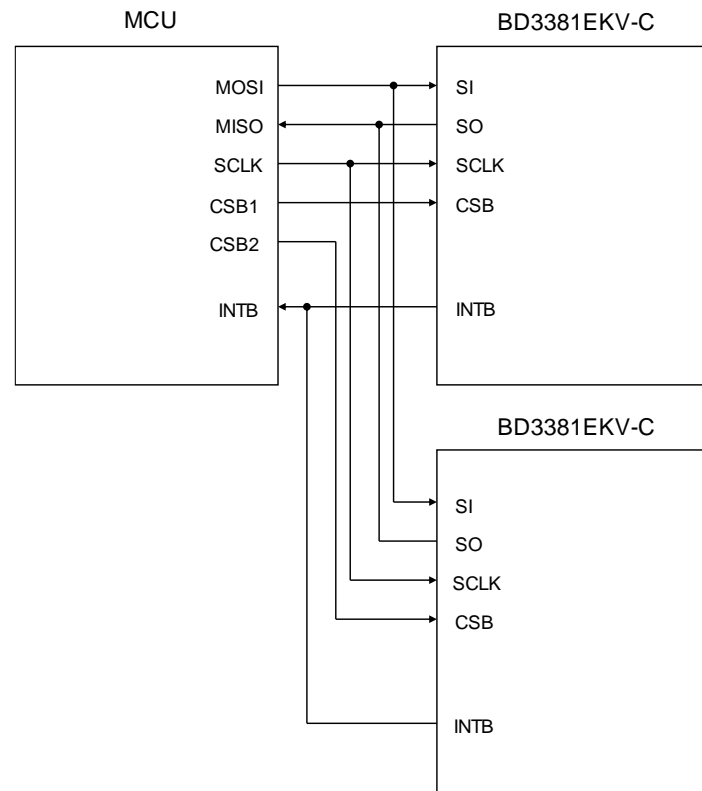 MCU
BD3381EKV-C
MOSI
SI
MISO
SO
SCLK
SCLK
CSB1
CSB
CSB2
INTB
INTB
BD3381EKV-C
SI
SO
SCLK
CSB
INTB